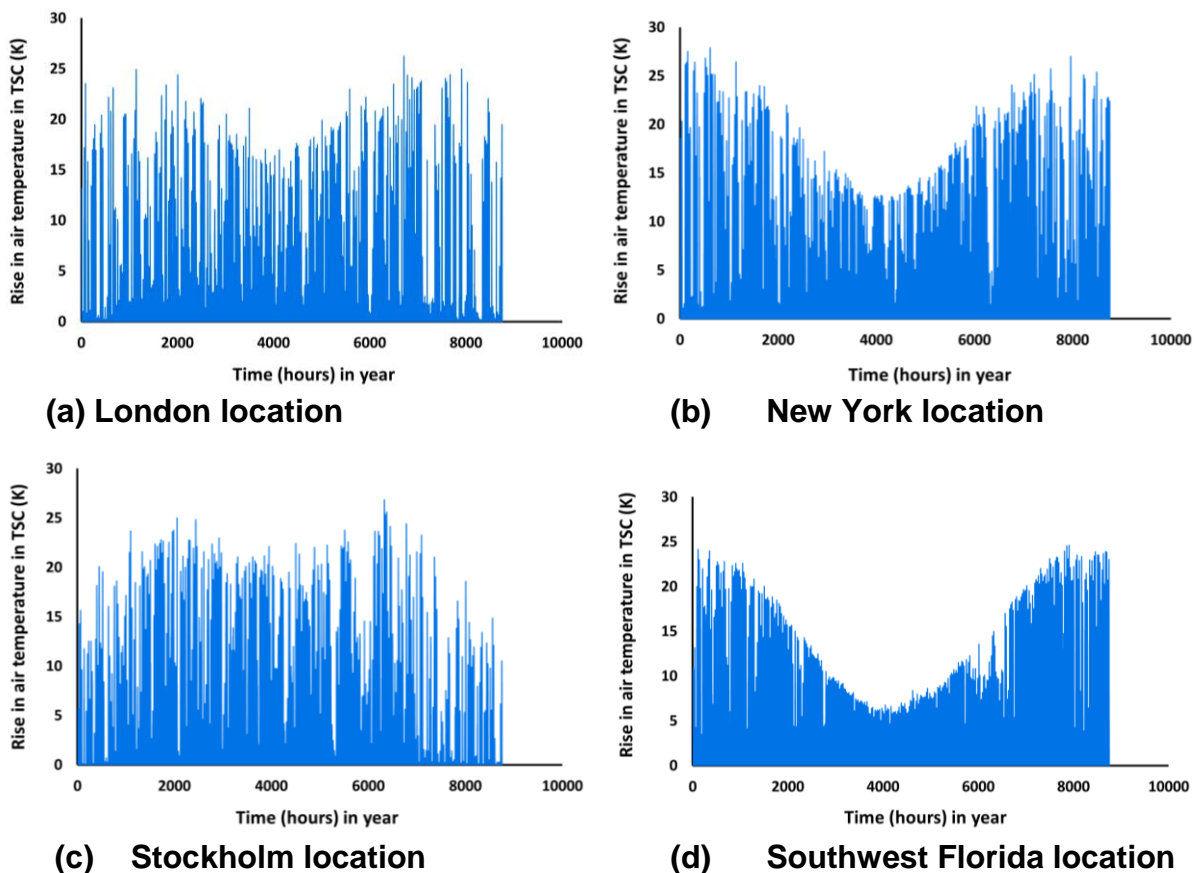 Rise in air temperature in TSC (K)
30
25
20
15
10
5
0
0 2000 4000 6000 8000 10000
Time (hours) in year
(a) London location
Rise in air temperature in TSC (K)
30
25
20
15
10
5
0
0 2000 4000 6000 8000 10000
Time (hours) in year
(b) New York location
Rise in air temperature in TSC (K)
30
25
20
15
10
5
0
0 2000 4000 6000 8000 10000
Time (hours) in year
(c) Stockholm location
Rise in air temperature in TSC (K)
30
25
20
15
10
5
0
0 2000 4000 6000 8000 10000
Time (hours) in year
(d) Southwest Florida location